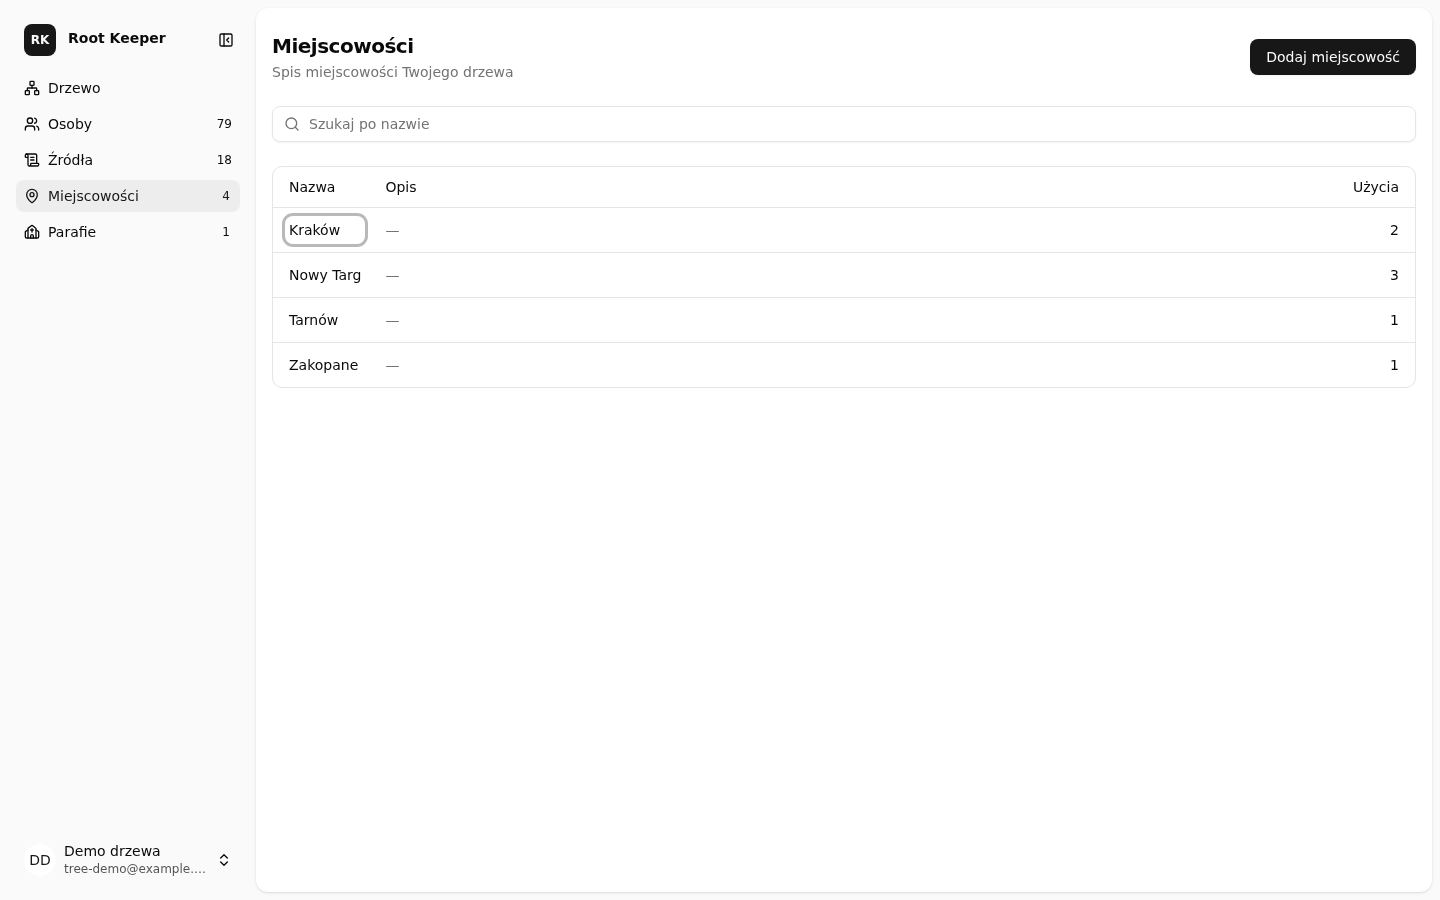 RK Root Keeper
Drzewo
Osoby 79
Źródła 18
Miejscowości 4
Parafie 1
Demo drzewa
DD
tree-demo@example....
Miejscowości
Spis miejscowości Twojego drzewa
Dodaj miejscowość
Szukaj po nazwie
Nazwa Opis Użycia
Kraków — 2
Nowy Targ — 3
Tarnów — 1
Zakopane — 1